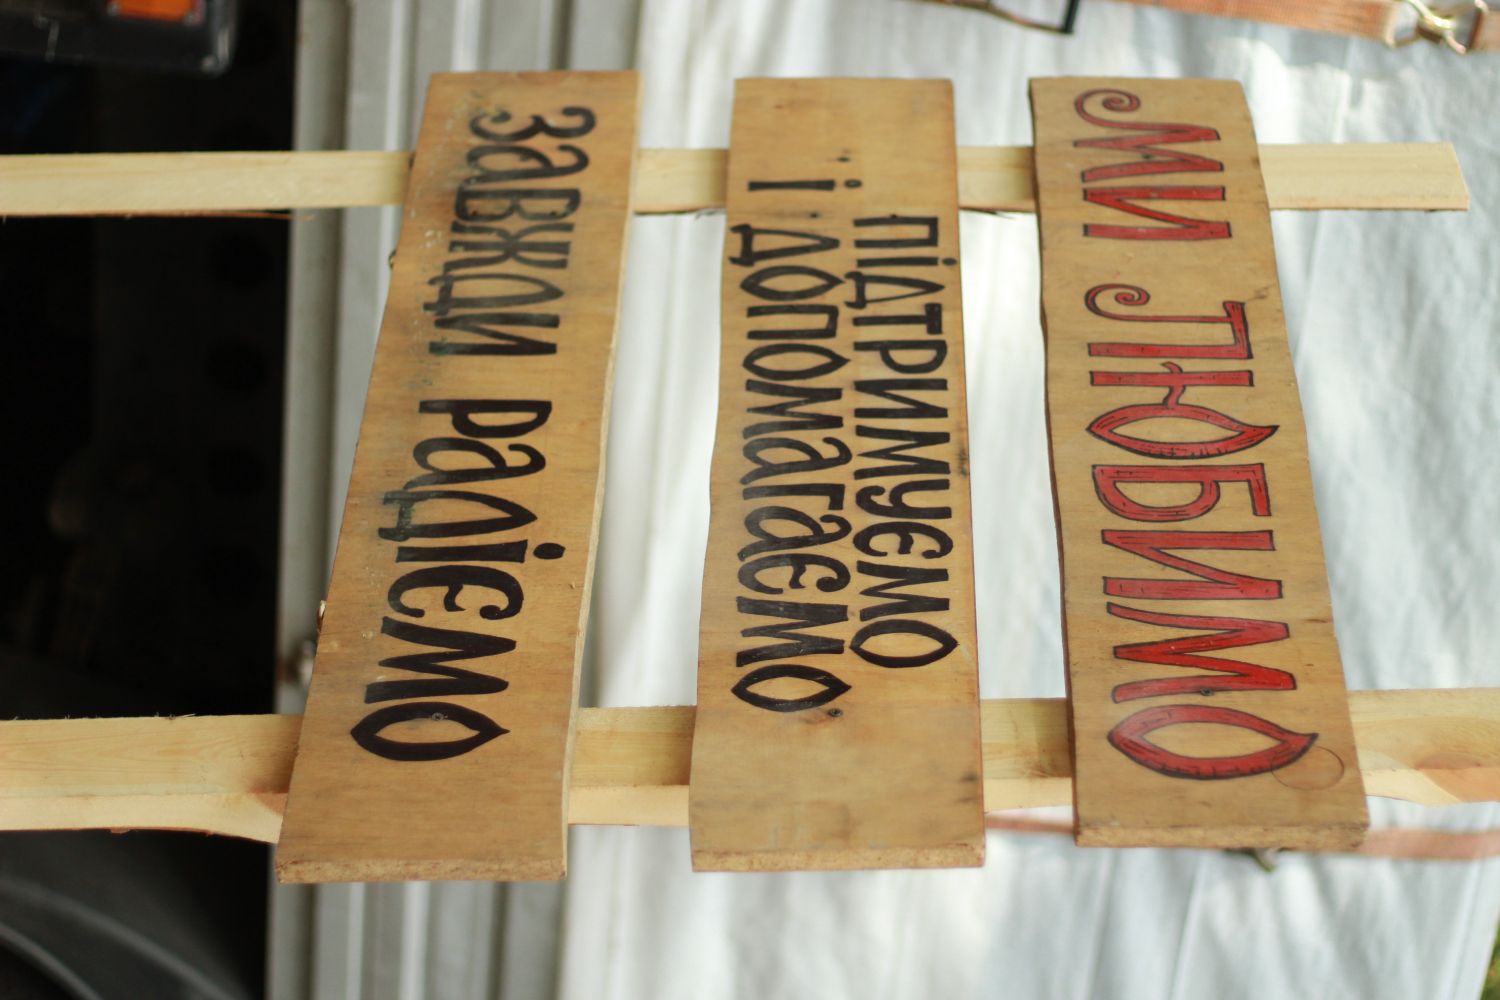 МИ ЛЮБИМО
підтримуємо
і допомагаємо
завжди радіємо